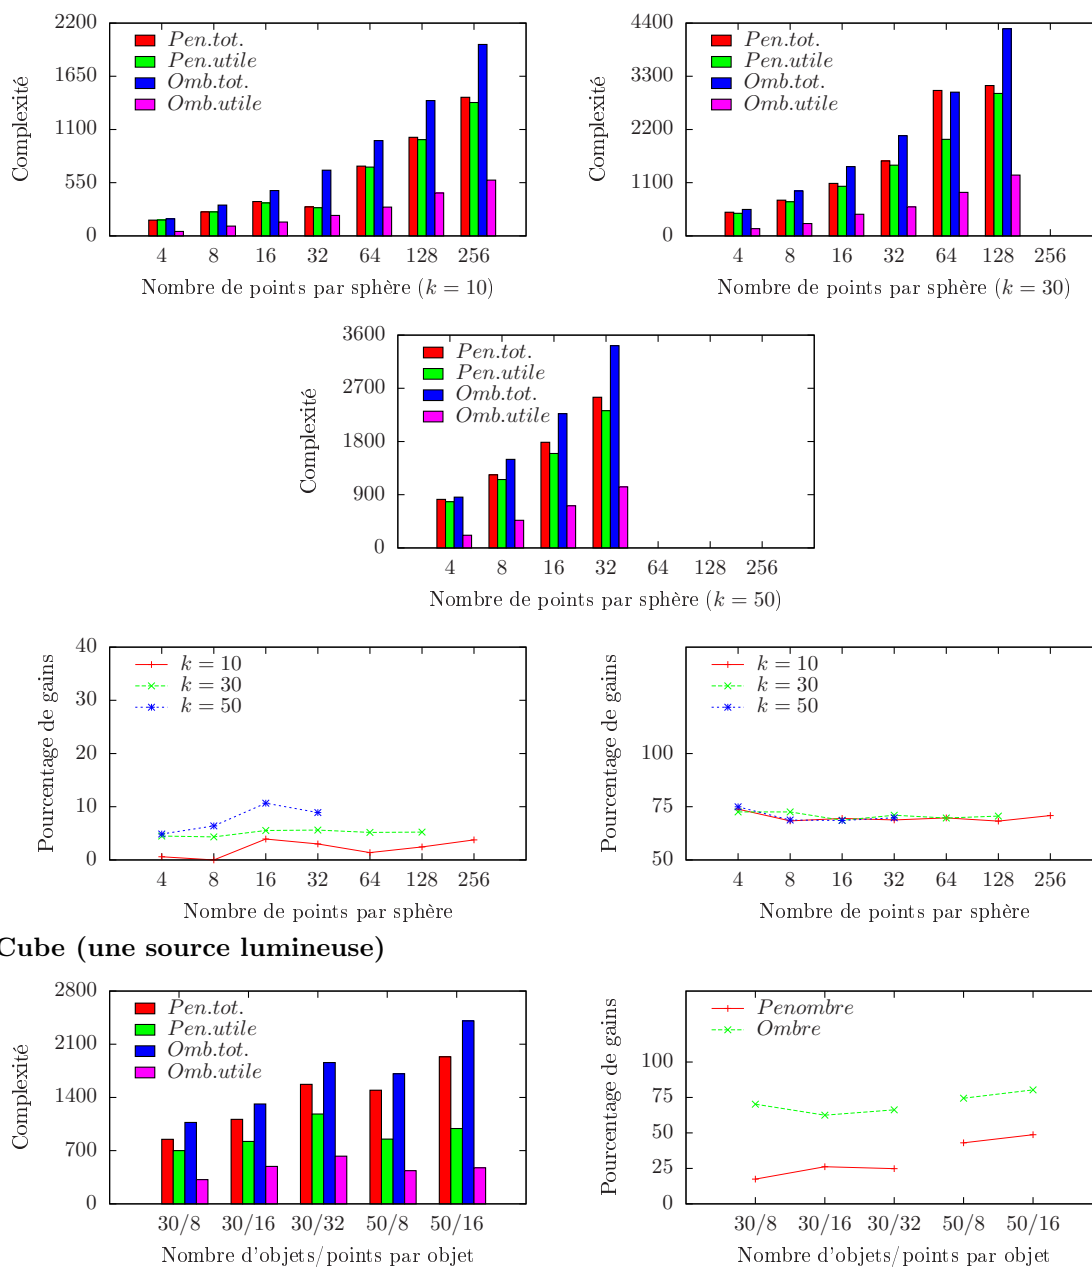 2200
1650
1100
550
0
Complexité
Pen.tot.
Pen.utile
Omb.tot.
Omb.utile
4 8 16 32 64 128 256
Nombre de points par sphère (k = 10)
4400
3300
2200
1100
0
Complexité
Pen.tot.
Pen.utile
Omb.tot.
Omb.utile
4 8 16 32 64 128 256
Nombre de points par sphère (k = 30)
3600
2700
1800
900
0
Complexité
Pen.tot.
Pen.utile
Omb.tot.
Omb.utile
4 8 16 32 64 128 256
Nombre de points par sphère (k = 50)
40
30
20
10
0
Pourcentage de gains
k = 10
k = 30
k = 50
4 8 16 32 64 128 256
Nombre de points par sphère
100
75
50
Pourcentage de gains
k = 10
k = 30
k = 50
4 8 16 32 64 128 256
Nombre de points par sphère
Cube (une source lumineuse)
2800
2100
1400
700
0
Complexité
Pen.tot.
Pen.utile
Omb.tot.
Omb.utile
30/8 30/16 30/32 50/8 50/16
Nombre d'objets/points par objet
100
75
50
25
0
Pourcentage de gains
Penombre
Ombre
30/8 30/16 30/32 50/8 50/16
Nombre d'objets/points par objet